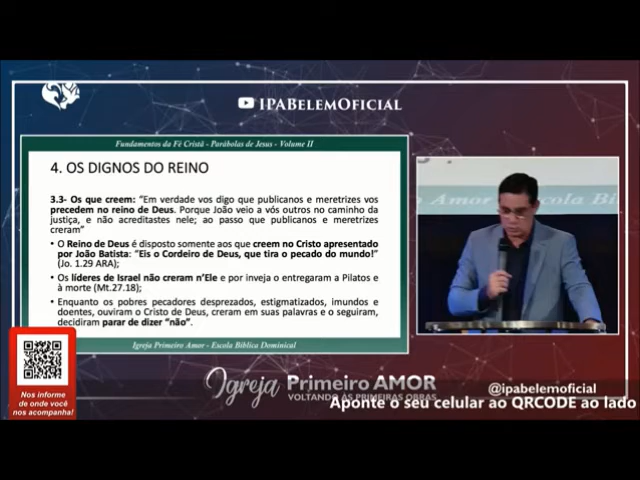 IPABelemOficial
Fundamentos da Fé Cristã - Parábolas de Jesus - Volume II
4. OS DIGNOS DO REINO
3.3- Os que creem: “Em verdade vos digo que publicanos e meretrizes vos
precedem no reino de Deus. Porque João veio a vós outros no caminho da
justiça, e não acreditastes nele; ao passo que publicanos e meretrizes
creram”
• O Reino de Deus é disposto somente aos que creem no Cristo apresentado
por João Batista: “Eis o Cordeiro de Deus, que tira o pecado do mundo!”
(Jo. 1.29 ARA);
• Os líderes de Israel não creram n’Ele e por inveja o entregaram a Pilatos e
à morte (Mt.27.18);
• Enquanto os pobres pecadores desprezados, estigmatizados, imundos e
doentes, ouviram o Cristo de Deus, creram em suas palavras e o seguiram,
decidiram parar de dizer “não”.
Igreja Primeiro Amor - Escola Bíblica Dominical
Amor - Escola Bíb
Nos informe
de onde você
nos acompanha!
Igreja Primeiro AMOR
VOLTANDO ÀS PRIMEIRAS OBRAS
@ipabelemoficial
Aponte o seu celular ao QRCODE ao lado